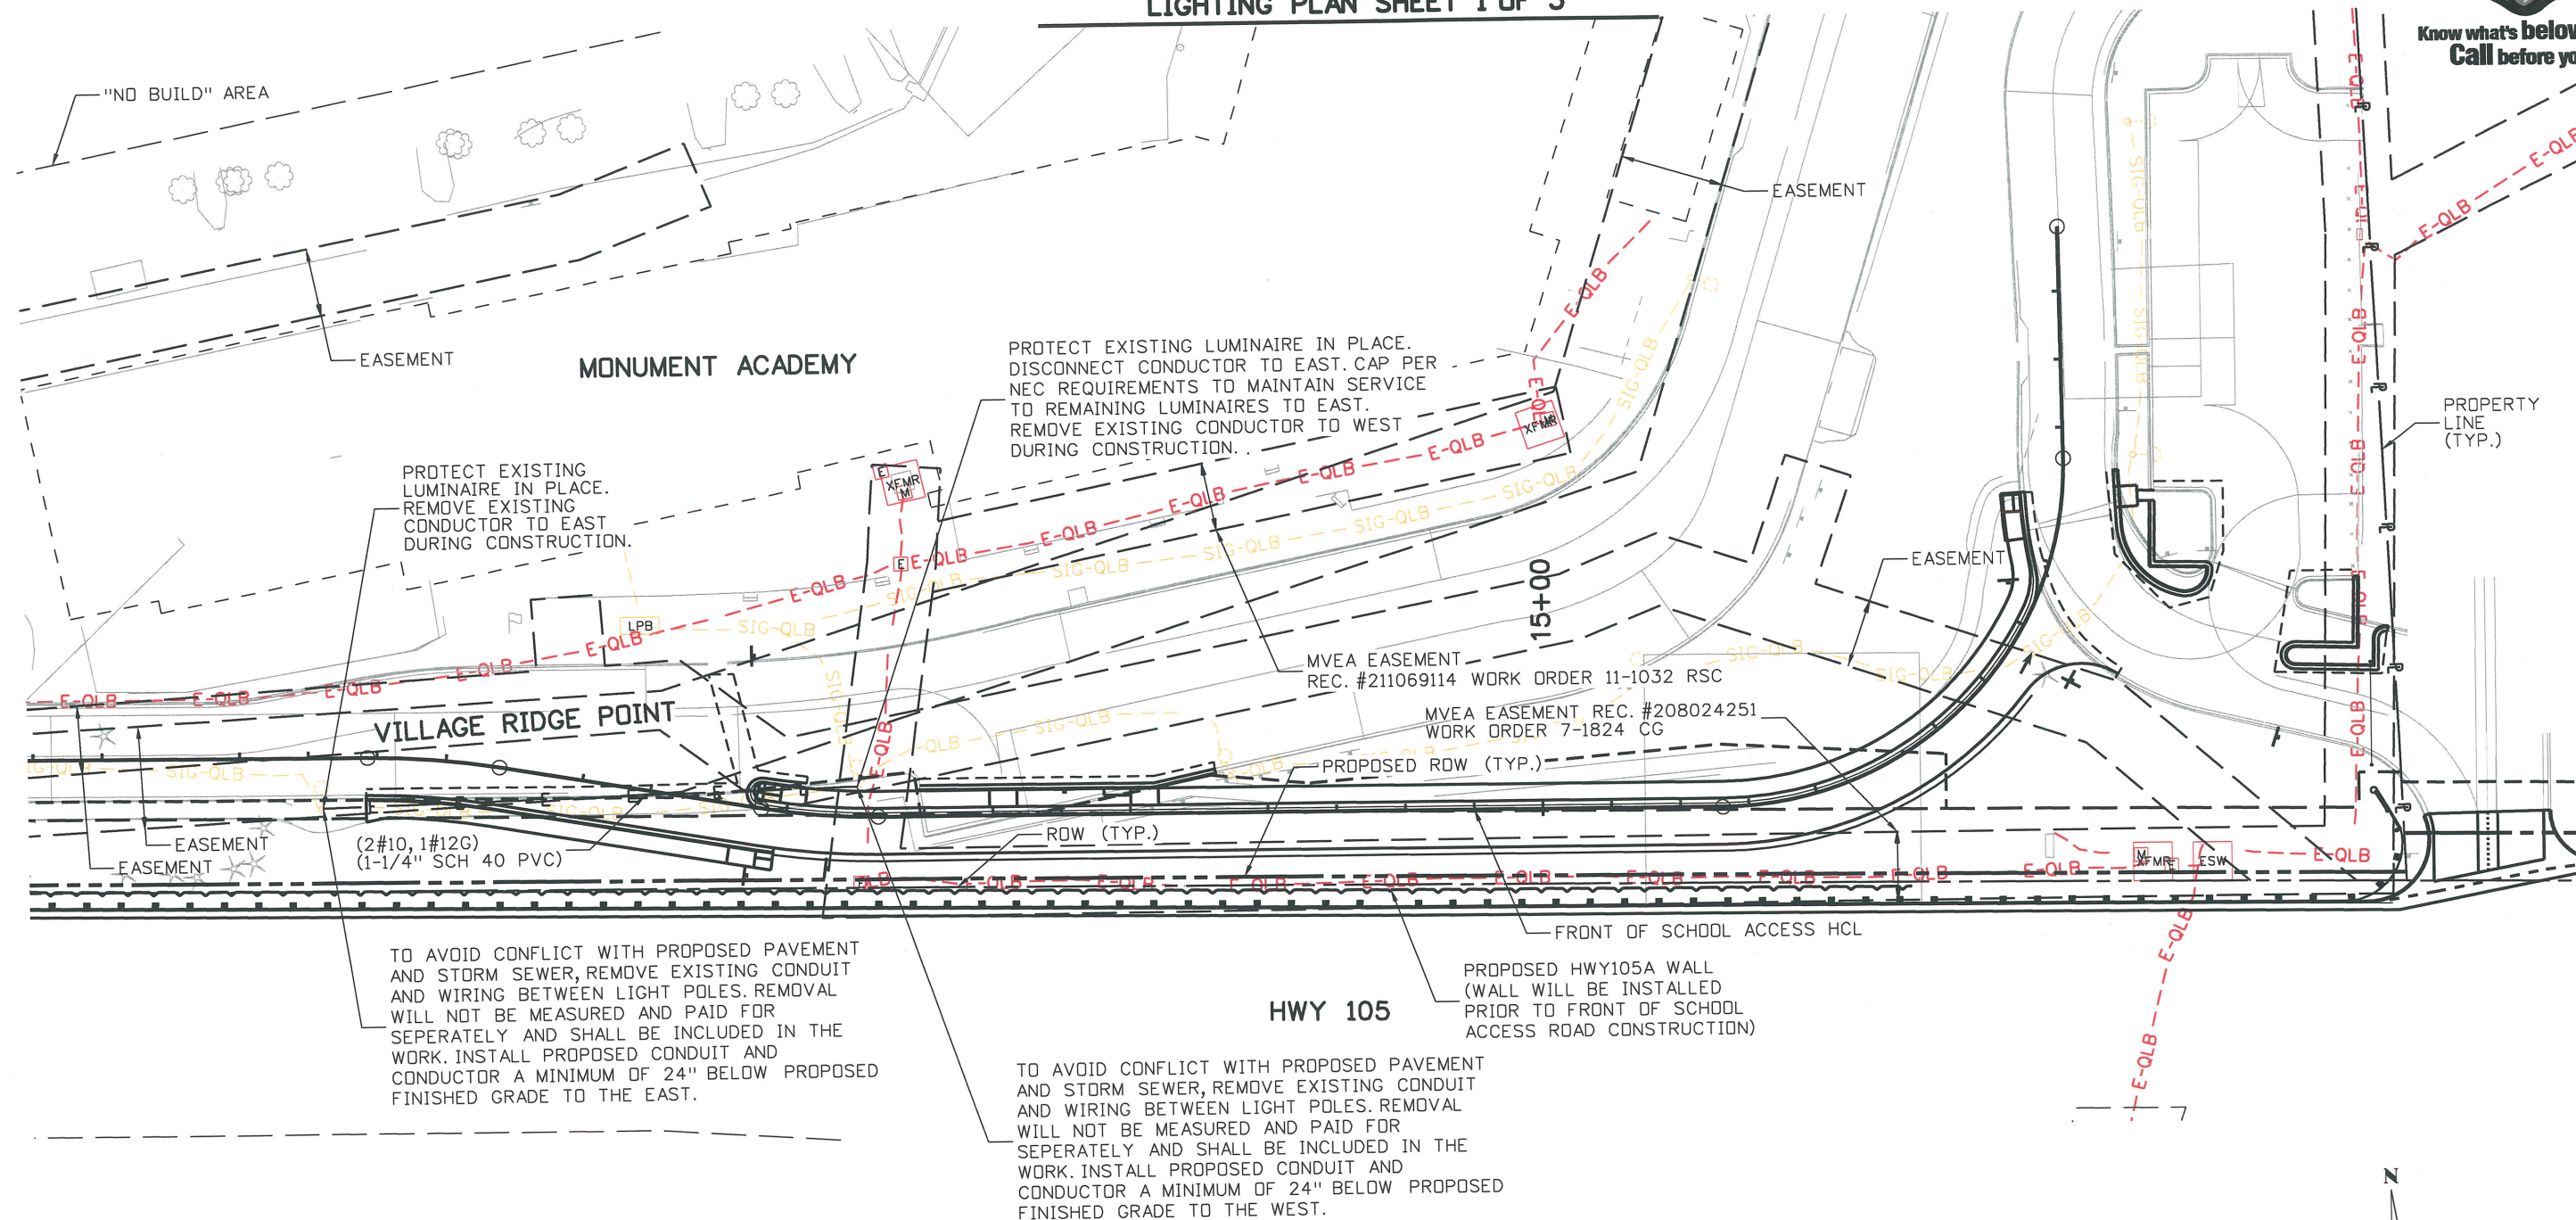 LIGHTING PLAN SHEET 1 OF 3
Know what's below
Call before yo
"NO BUILD" AREA
EASEMENT
EASEMENT
MONUMENT ACADEMY
PROTECT EXISTING LUMINAIRE IN PLACE.
DISCONNECT CONDUCTOR TO EAST. CAP PER
NEC REQUIREMENTS TO MAINTAIN SERVICE
TO REMAINING LUMINAIRES TO EAST.
REMOVE EXISTING CONDUCTOR TO WEST
DURING CONSTRUCTION.
PROPERTY
LINE
(TYP.)
PROTECT EXISTING
LUMINAIRE IN PLACE.
REMOVE EXISTING
CONDUCTOR TO EAST
DURING CONSTRUCTION.
XFMR
M
E
E
LPB
E-QLB
SIG-QLB
15+00
EASEMENT
MVEA EASEMENT
REC. #211069114 WORK ORDER 11-1032 RSC
MVEA EASEMENT REC. #208024251
WORK ORDER 7-1824 CG
VILLAGE RIDGE POINT
PROPOSED ROW (TYP.)
ROW (TYP.)
(2#10, 1#12G)
(1-1/4" SCH 40 PVC)
EASEMENT
EASEMENT
M
XFMR
E
ESW
FRONT OF SCHOOL ACCESS HCL
PROPOSED HWY105A WALL
(WALL WILL BE INSTALLED
PRIOR TO FRONT OF SCHOOL
ACCESS ROAD CONSTRUCTION)
HWY 105
TO AVOID CONFLICT WITH PROPOSED PAVEMENT
AND STORM SEWER, REMOVE EXISTING CONDUIT
AND WIRING BETWEEN LIGHT POLES. REMOVAL
WILL NOT BE MEASURED AND PAID FOR
SEPERATELY AND SHALL BE INCLUDED IN THE
WORK. INSTALL PROPOSED CONDUIT AND
CONDUCTOR A MINIMUM OF 24" BELOW PROPOSED
FINISHED GRADE TO THE EAST.
TO AVOID CONFLICT WITH PROPOSED PAVEMENT
AND STORM SEWER, REMOVE EXISTING CONDUIT
AND WIRING BETWEEN LIGHT POLES. REMOVAL
WILL NOT BE MEASURED AND PAID FOR
SEPERATELY AND SHALL BE INCLUDED IN THE
WORK. INSTALL PROPOSED CONDUIT AND
CONDUCTOR A MINIMUM OF 24" BELOW PROPOSED
FINISHED GRADE TO THE WEST.
N